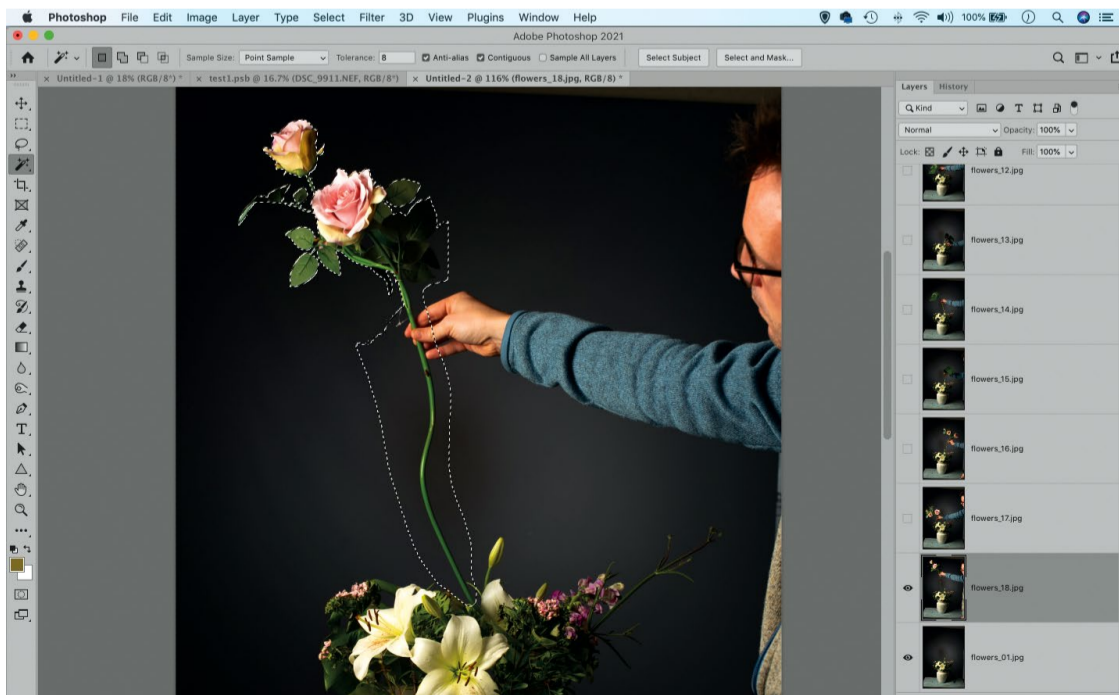 Photoshop File Edit Image Layer Type Select Filter 3D View Plugins Window Help 100%
Adobe Photoshop 2021
Sample Size: Point Sample Tolerance: 8 Anti-alias Contiguous Sample All Layers Select Subject Select and Mask...
× Untitled-1 @ 18% (RGB/8*) * × test1.psb @ 16.7% (DSC_9911.NEF, RGB/8*) × Untitled-2 @ 116% (flowers_18.jpg, RGB/8) *
Layers History
Kind
Normal Opacity: 100%
Lock: Fill: 100%
flowers_12.jpg
flowers_13.jpg
flowers_14.jpg
flowers_15.jpg
flowers_16.jpg
flowers_17.jpg
flowers_18.jpg
flowers_01.jpg